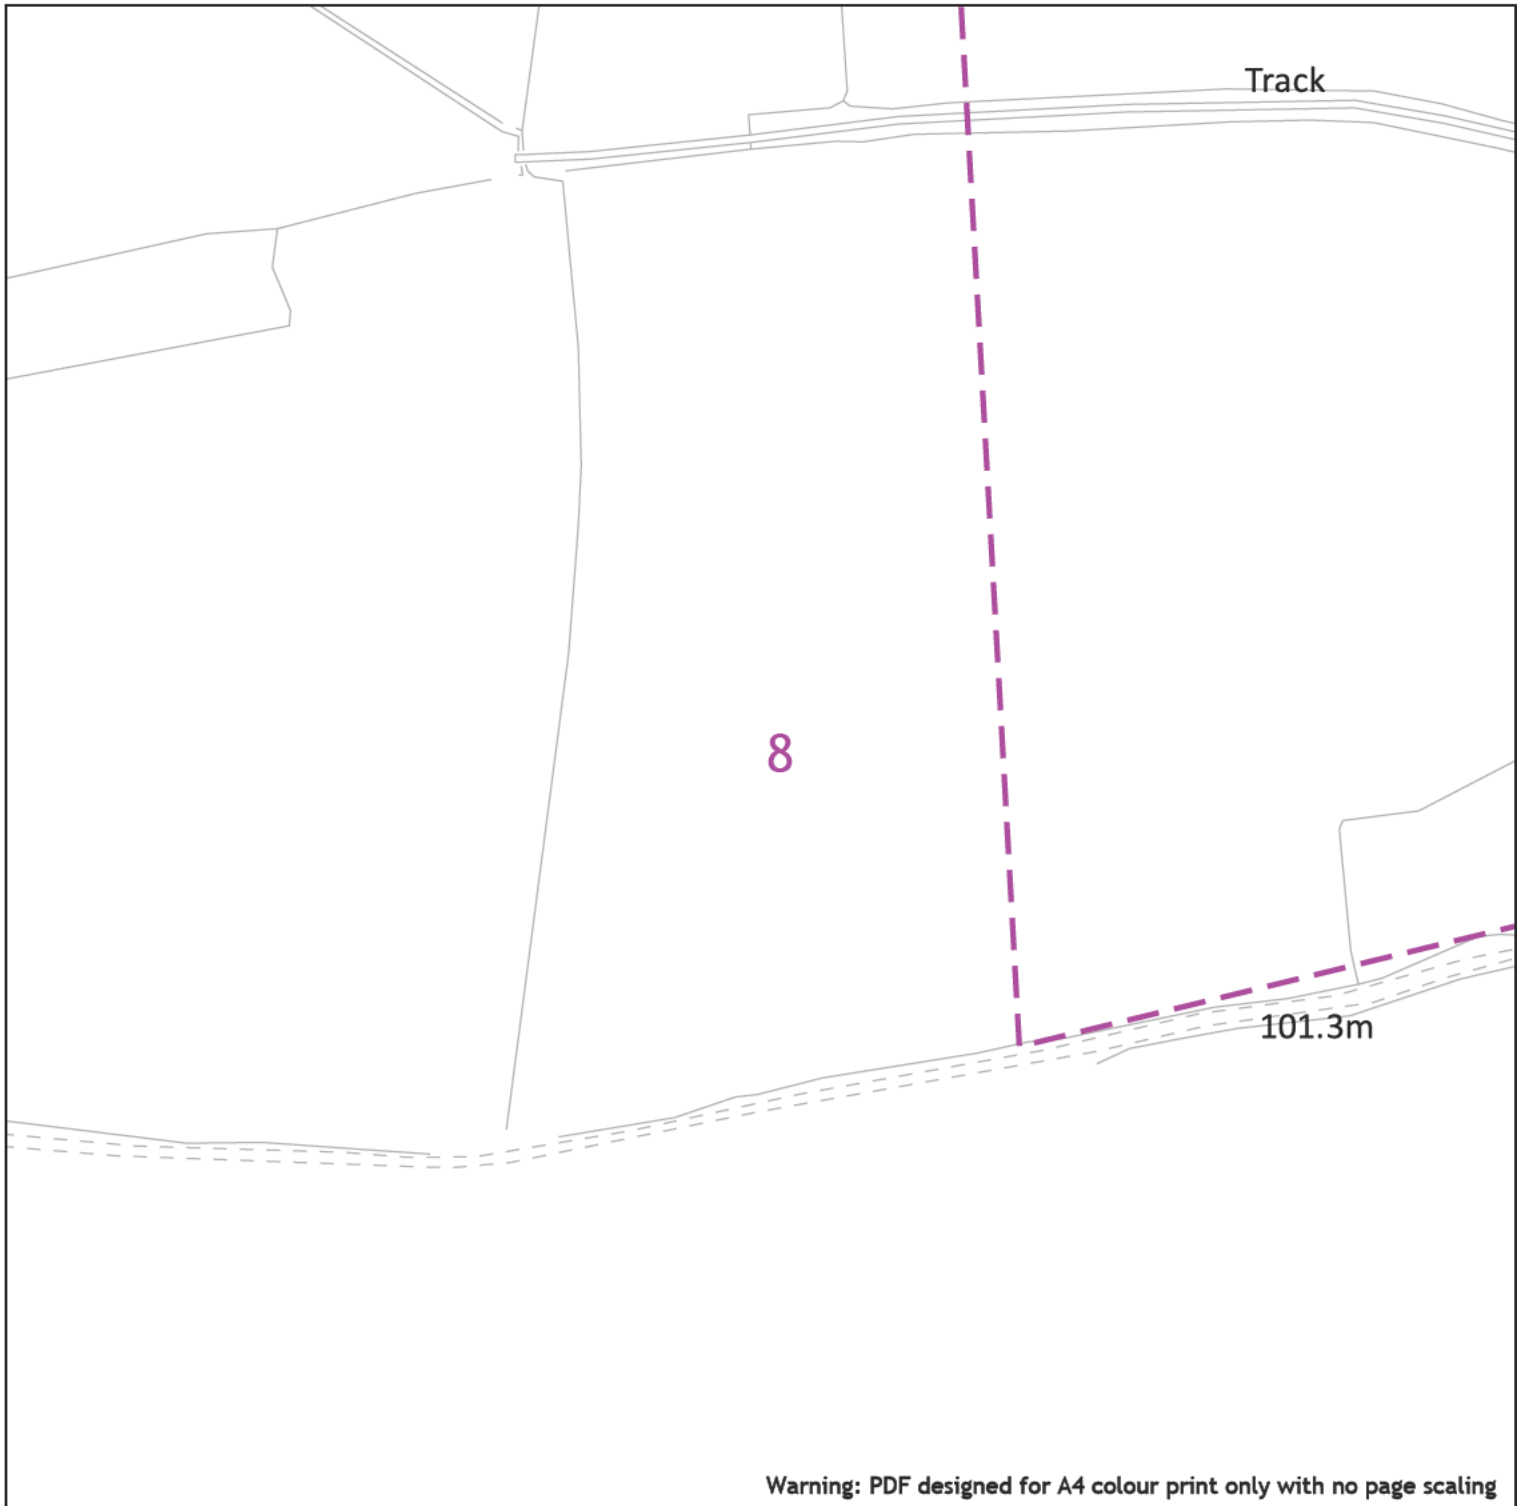 Track
8
101.3m
Warning: PDF designed for A4 colour print only with no page scaling